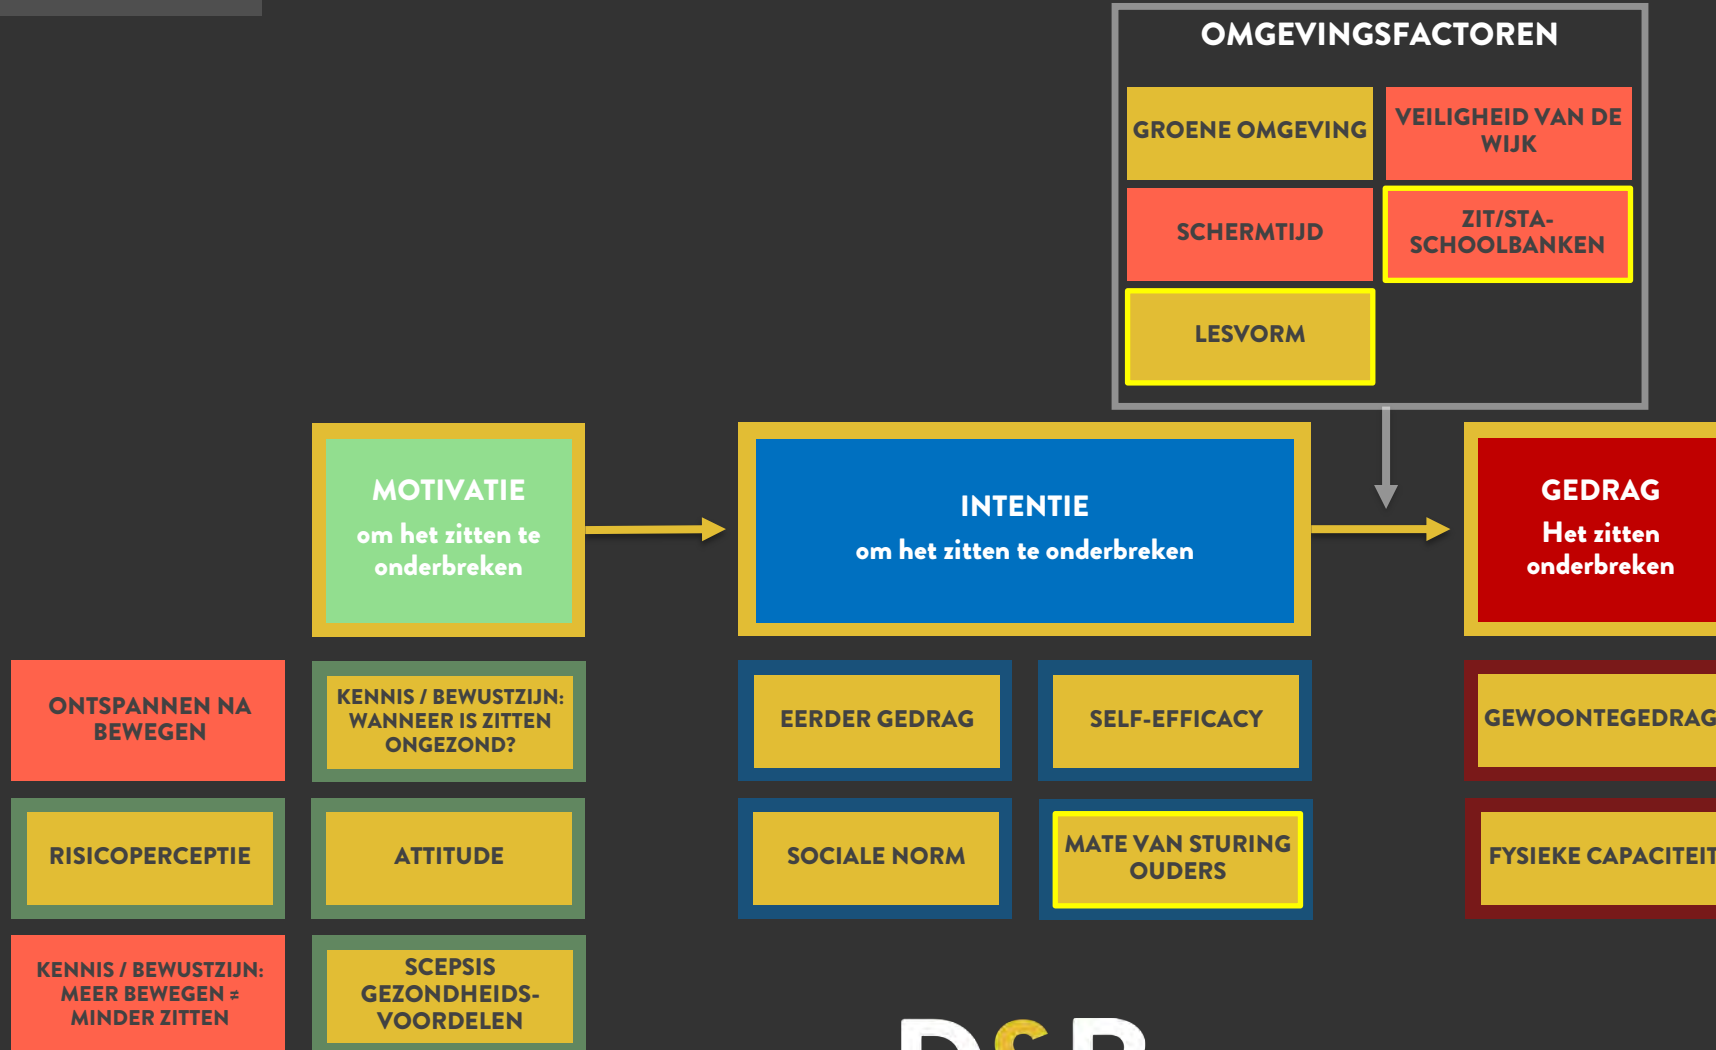 OMGEVINGSFACTOREN
GROENE OMGEVING
VEILIGHEID VAN DE
WIJK
SCHERMTIJD
ZIT/STA-
SCHOOLBANKEN
LESVORM
MOTIVATIE
om het zitten te
onderbreken
INTENTIE
om het zitten te onderbreken
GEDRAG
Het zitten
onderbreken
ONTSPANNEN NA
BEWEGEN
KENNIS / BEWUSTZIJN:
WANNEER IS ZITTEN
ONGEZOND?
EERDER GEDRAG
SELF-EFFICACY
GEWOONTEGEDRAG
RISICOPERCEPTIE
ATTITUDE
SOCIALE NORM
MATE VAN STURING
OUDERS
FYSIEKE CAPACITEIT
KENNIS / BEWUSTZIJN:
MEER BEWEGEN ≠
MINDER ZITTEN
SCEPSIS
GEZONDHEIDS-
VOORDELEN